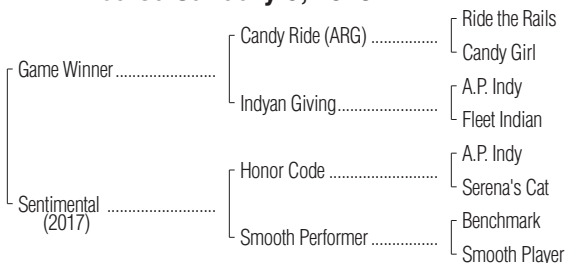 Ride the Rails
Candy Ride (ARG) ................
Candy Girl
Game Winner ........................
A.P. Indy
Indyan Giving........................
Fleet Indian
A.P. Indy
Honor Code ..........................
Serena's Cat
Sentimental ..........................
(2017)
Benchmark
Smooth Performer ................
Smooth Player